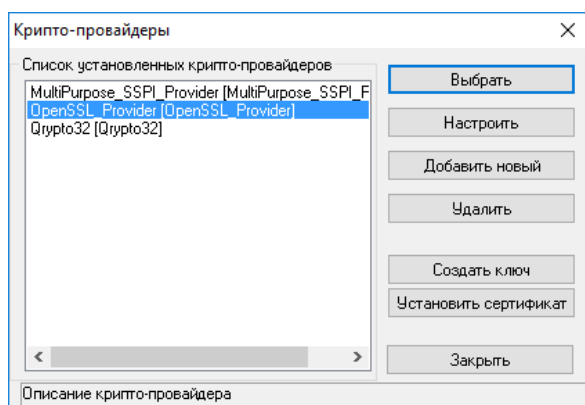 Крипто-провайдеры
Список установленных крипто-провайдеров
MultiPurpose_SSPI_Provider [MultiPurpose_SSPI_F
OpenSSL_Provider [OpenSSL_Provider]
Qrypto32 [Qrypto32]
Выбрать
Настроить
Добавить новый
Удалить
Создать ключ
Установить сертификат
Закрыть
Описание крипто-провайдера